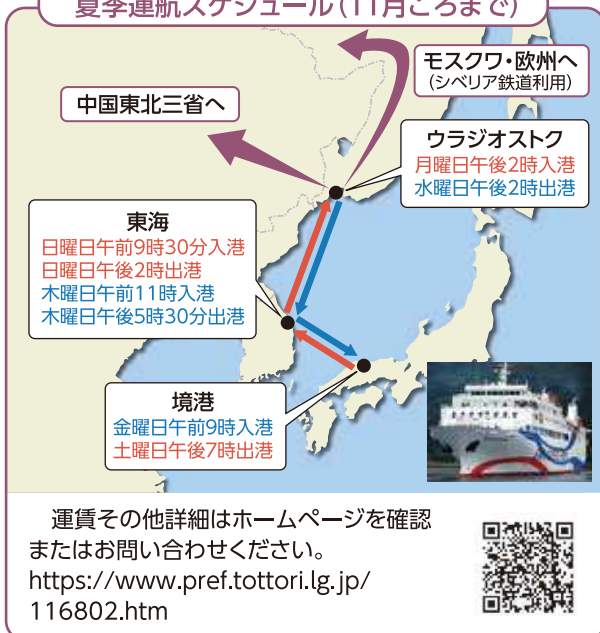 夏季運航スケジュール(11月ころまで)
モスクワ・欧州へ
(シベリア鉄道利用)
中国東北三省へ
ウラジオストク
月曜日午後2時入港
水曜日午後2時出港
東海
日曜日午前9時30分入港
日曜日午後2時出港
木曜日午前11時入港
木曜日午後5時30分出港
境港
金曜日午前9時入港
土曜日午後7時出港
運賃その他詳細はホームページを確認
またはお問い合わせください。
https://www.pref.tottori.lg.jp/
116802.htm